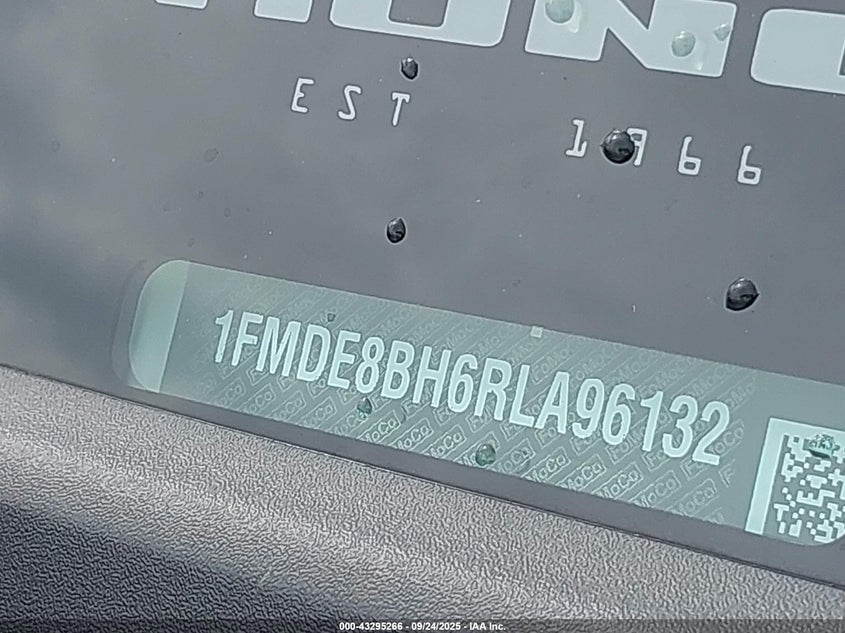 EST 1966
1FMDE8BH6RLA96132
000-43295266 - 09/24/2025 - IAA Inc.